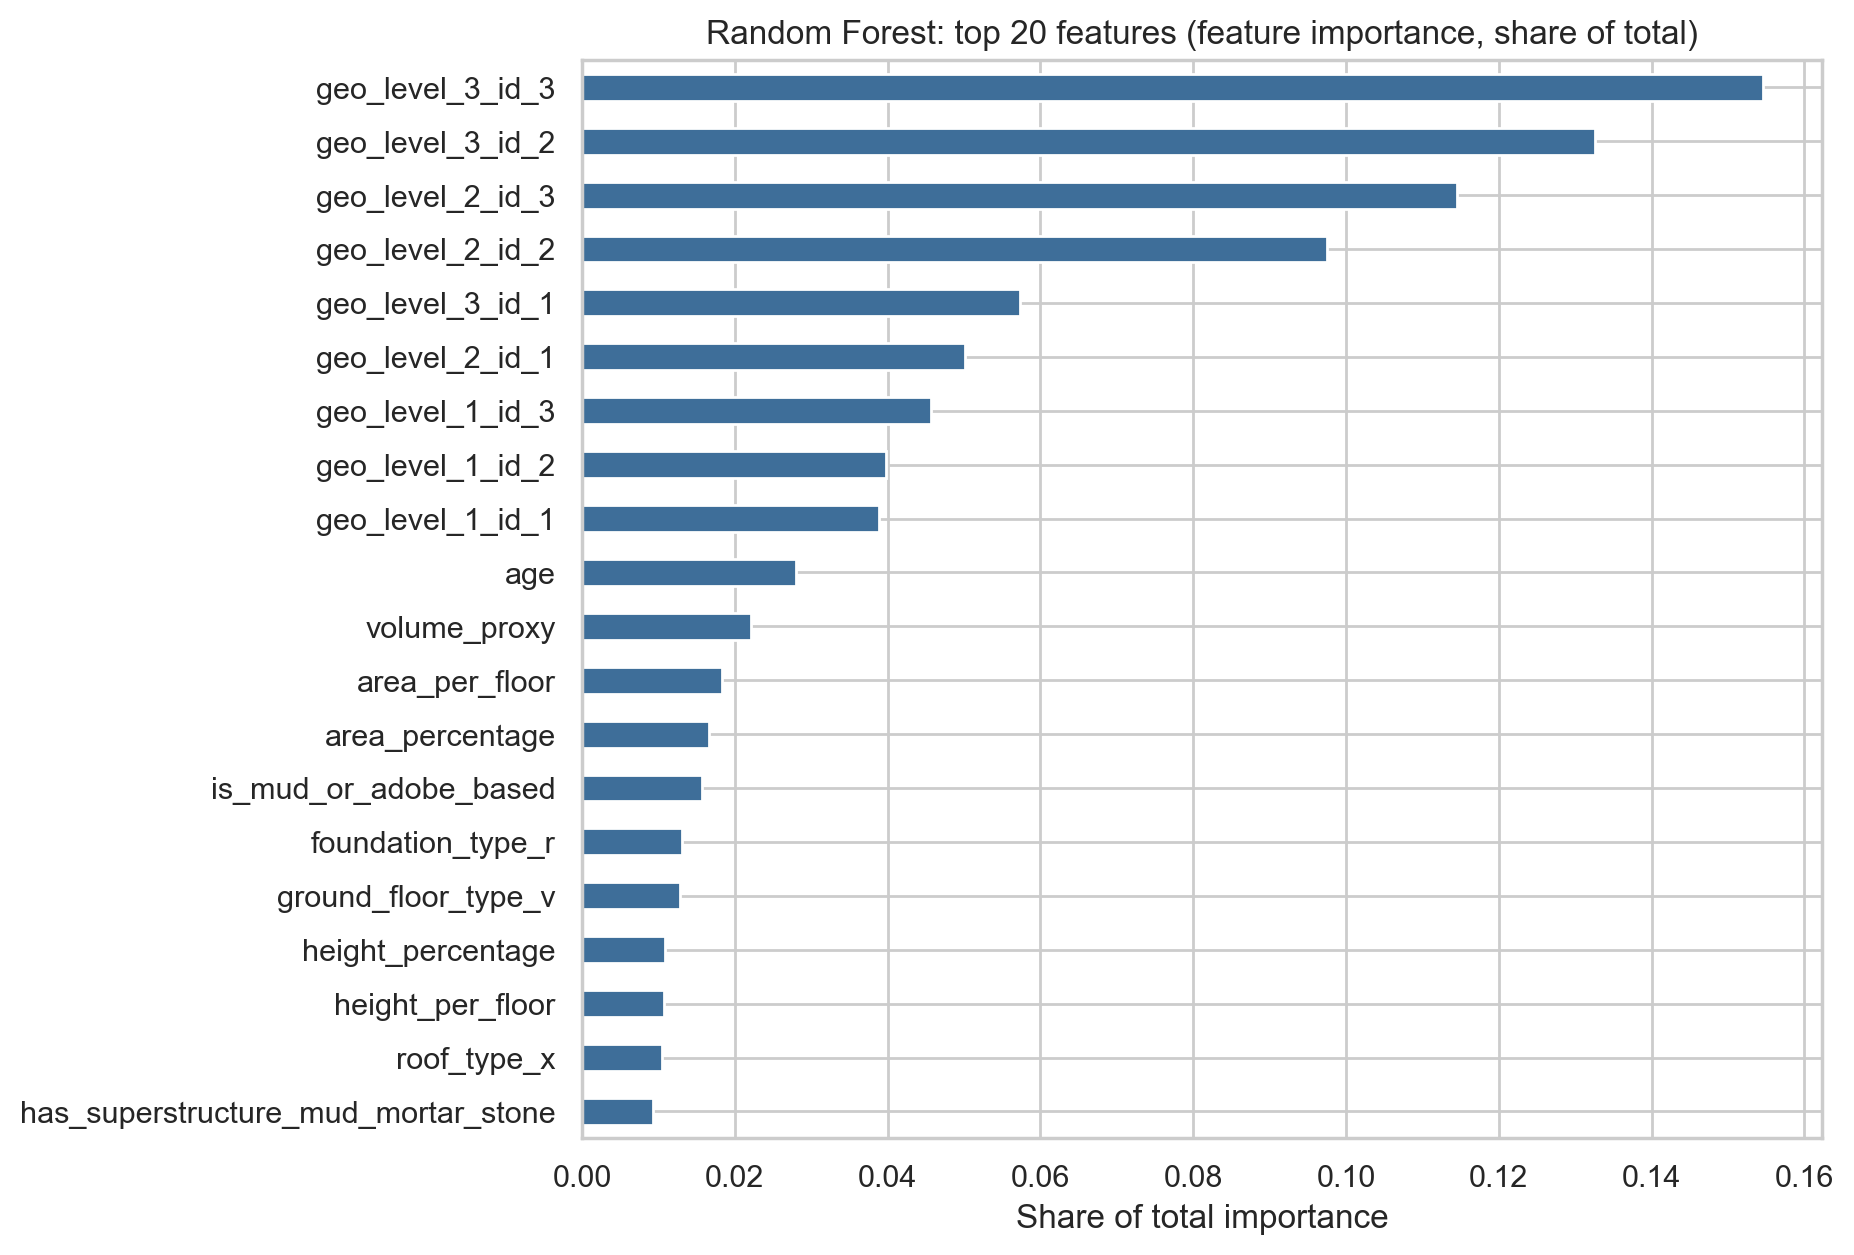 Random Forest: top 20 features (feature importance, share of total)
geo_level_3_id_3
geo_level_3_id_2
geo_level_2_id_3
geo_level_2_id_2
geo_level_3_id_1
geo_level_2_id_1
geo_level_1_id_3
geo_level_1_id_2
geo_level_1_id_1
age
volume_proxy
area_per_floor
area_percentage
is_mud_or_adobe_based
foundation_type_r
ground_floor_type_v
height_percentage
height_per_floor
roof_type_x
has_superstructure_mud_mortar_stone
0.00 0.02 0.04 0.06 0.08 0.10 0.12 0.14 0.16
Share of total importance